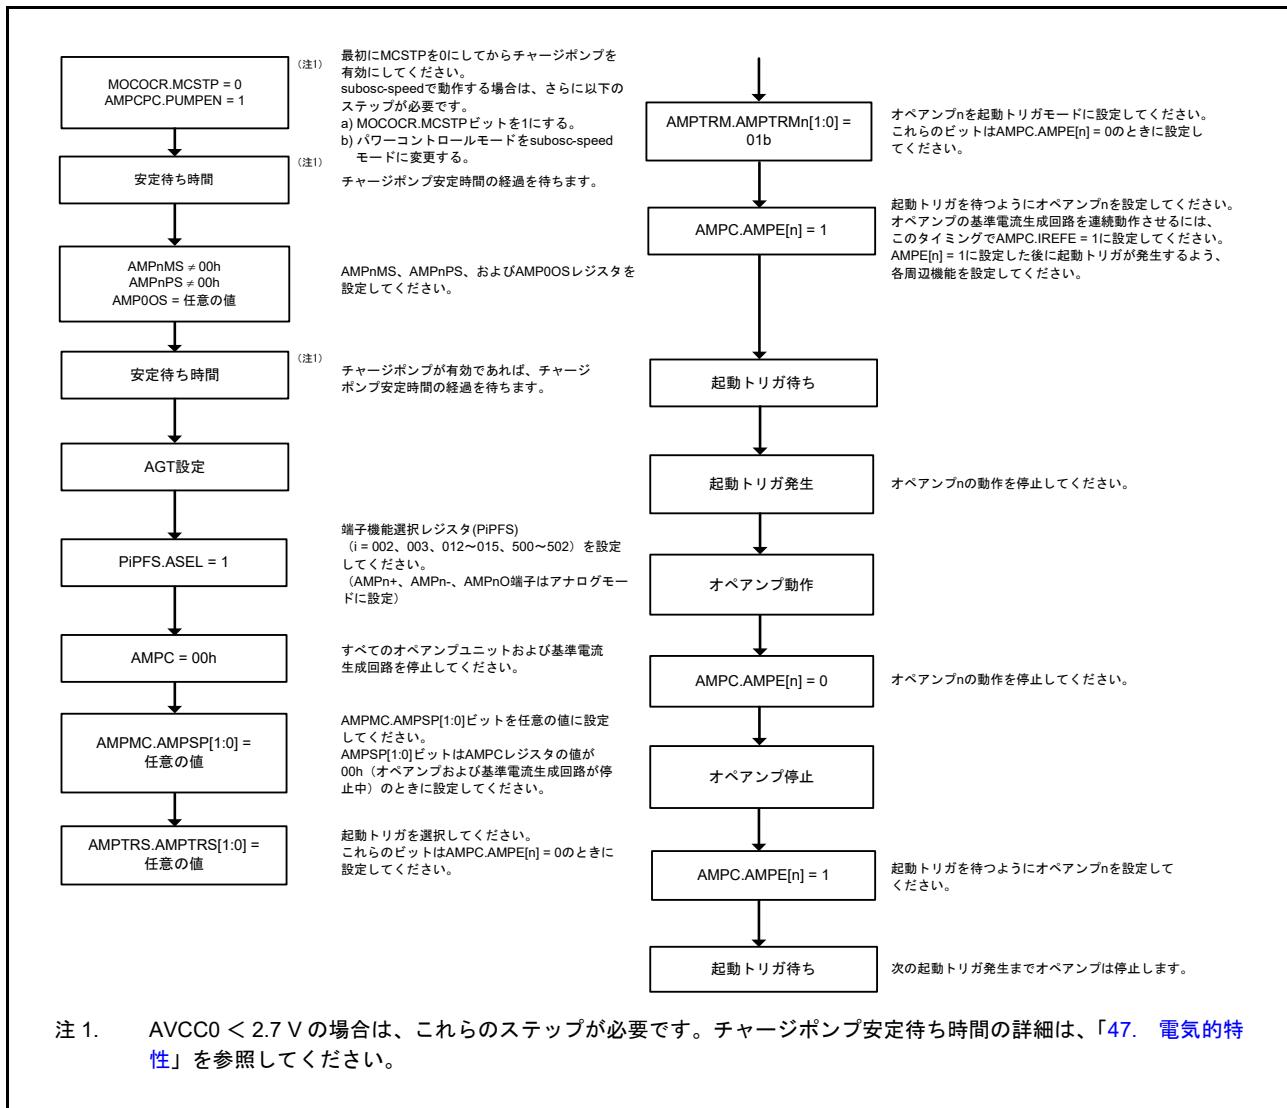 MOCOCR.MCSTP = 0
AMPCPC.PUMPEN = 1
（注1）
最初にMCSTPを0にしてからチャージポンプを
有効にしてください。
subosc-speedで動作する場合は、さらに以下の
ステップが必要です。
a) MOCOCR.MCSTPビットを1にする。
b) パワーコントロールモードをsubosc-speed
モードに変更する。
安定待ち時間
（注1）
チャージポンプ安定時間の経過を待ちます。
AMPnMS ≠ 00h
AMPnPS ≠ 00h
AMP0OS = 任意の値
AMPnMS、AMPnPS、およびAMP0OSレジスタを
設定してください。
安定待ち時間
（注1）
チャージポンプが有効であれば、チャージ
ポンプ安定時間の経過を待ちます。
AGT設定
PiPFS.ASEL = 1
端子機能選択レジスタ(PiPFS)
（i = 002、003、012～015、500～502）を設定
してください。
（AMPn+、AMPn-、AMPnO端子はアナログモー
ドに設定）
AMPC = 00h
すべてのオペアンプユニットおよび基準電流
生成回路を停止してください。
AMPMC.AMPSP[1:0] =
任意の値
AMPMC.AMPSP[1:0]ビットを任意の値に設定
してください。
AMPSP[1:0]ビットはAMPCレジスタの値が
00h（オペアンプおよび基準電流生成回路が停
止中）のときに設定してください。
AMPTRS.AMPTRS[1:0] =
任意の値
起動トリガを選択してください。
これらのビットはAMPC.AMPE[n] = 0のときに
設定してください。
AMPTRM.AMPTRMn[1:0] =
01b
オペアンプnを起動トリガモードに設定してください。
これらのビットはAMPC.AMPE[n] = 0のときに設定し
てください。
AMPC.AMPE[n] = 1
起動トリガを待つようにオペアンプnを設定してください。
オペアンプの基準電流生成回路を連続動作させるには、
このタイミングでAMPC.IREFE = 1に設定してください。
AMPE[n] = 1に設定した後に起動トリガが発生するよう、
各周辺機能を設定してください。
起動トリガ待ち
起動トリガ発生
オペアンプnの動作を停止してください。
オペアンプ動作
AMPC.AMPE[n] = 0
オペアンプnの動作を停止してください。
オペアンプ停止
AMPC.AMPE[n] = 1
起動トリガを待つようにオペアンプnを設定して
ください。
起動トリガ待ち
次の起動トリガ発生までオペアンプは停止します。
注 1. AVCC0 ＜ 2.7 V の場合は、これらのステップが必要です。チャージポンプ安定待ち時間の詳細は、「47. 電気的特
性」を参照してください。